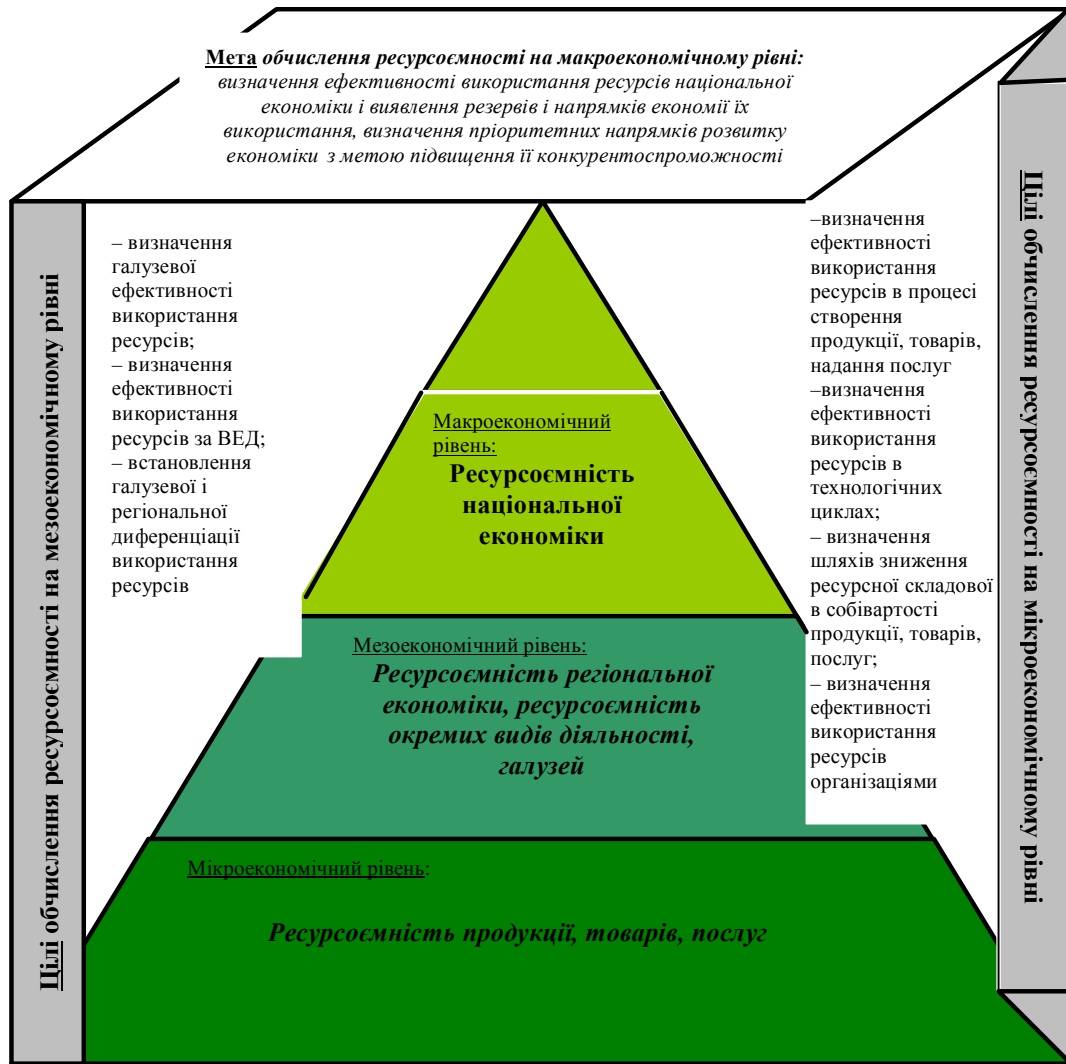 Мета обчислення ресурсоємності на макроекономічному рівні:
визначення ефективності використання ресурсів національної
економіки і виявлення резервів і напрямків економії їх
використання, визначення пріоритетних напрямків розвитку
економіки з метою підвищення її конкурентоспроможності
Цілі обчислення ресурсоємності на мезоекономічному рівні
– визначення
галузевої
ефективності
використання
ресурсів;
– визначення
ефективності
використання
ресурсів за ВЕД;
– встановлення
галузевої і
регіональної
диференціації
використання
ресурсів
Макроекономічний
рівень:
Ресурсоємність
національної
економіки
Мезоекономічний рівень:
Ресурсоємність регіональної
економіки, ресурсоємність
окремих видів діяльності,
галузей
Мікроекономічний рівень:
Ресурсоємність продукції, товарів, послуг
–визначення
ефективності
використання
ресурсів в процесі
створення
продукції, товарів,
надання послуг
–визначення
ефективності
використання
ресурсів в
технологічних
циклах;
– визначення
шляхів зниження
ресурсної складової
в собівартості
продукції, товарів,
послуг;
– визначення
ефективності
використання
ресурсів
організаціями
Цілі обчислення ресурсоємності на мікроекономічному рівні